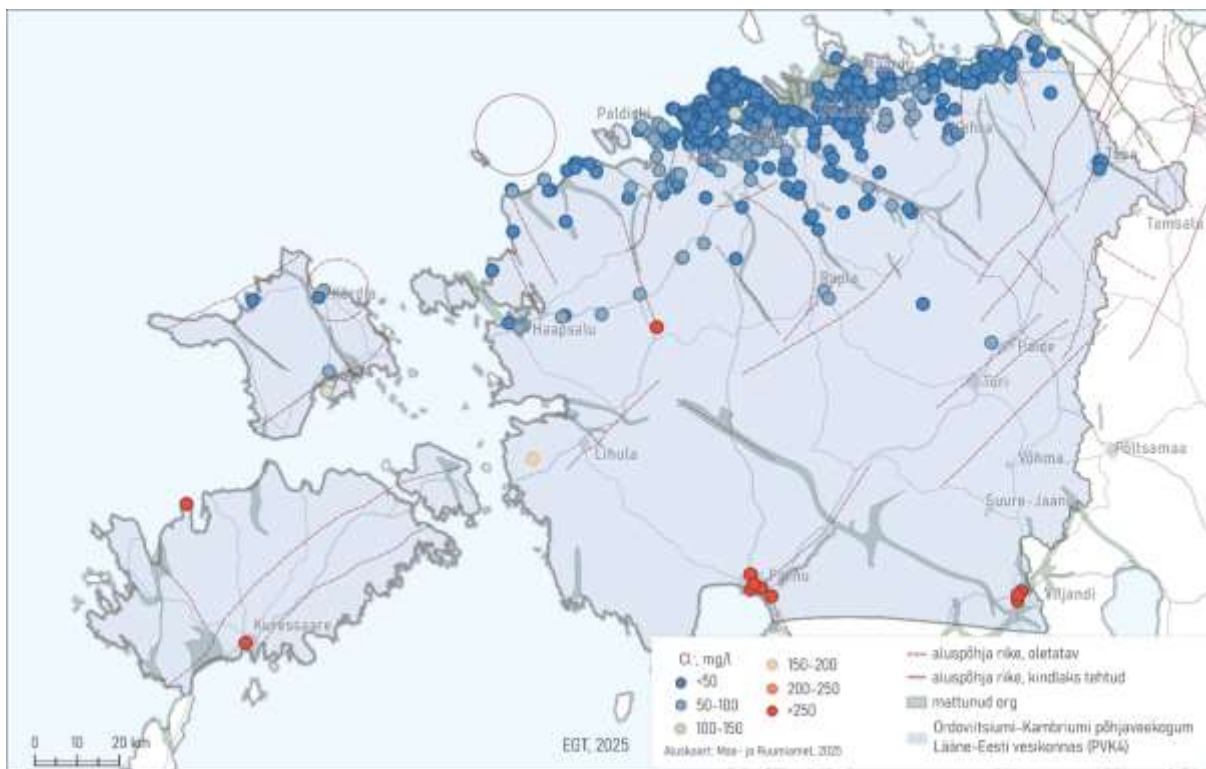 Paldiski
Tapa
Tamsalu
Kärdla
Rapla
Haapsalu
Paide
Türi
Lihula
Võhma
Põltsamaa
Suure-Jaani
Pärnu
Viljandi
Kuressaare
Cl⁻, mg/l
<50
50-100
100-150
150-200
200-250
>250
aluspõhja rike, oletatav
aluspõhja rike, kindlaks tehtud
mattunud org
Ordoviitsiumi-Kambriumi põhjaveekogum
Lääne-Eesti vesikonnas (PVK4)
0 10 20 km
EGT, 2025
Aluskaart: Maa- ja Ruumiamet, 2025